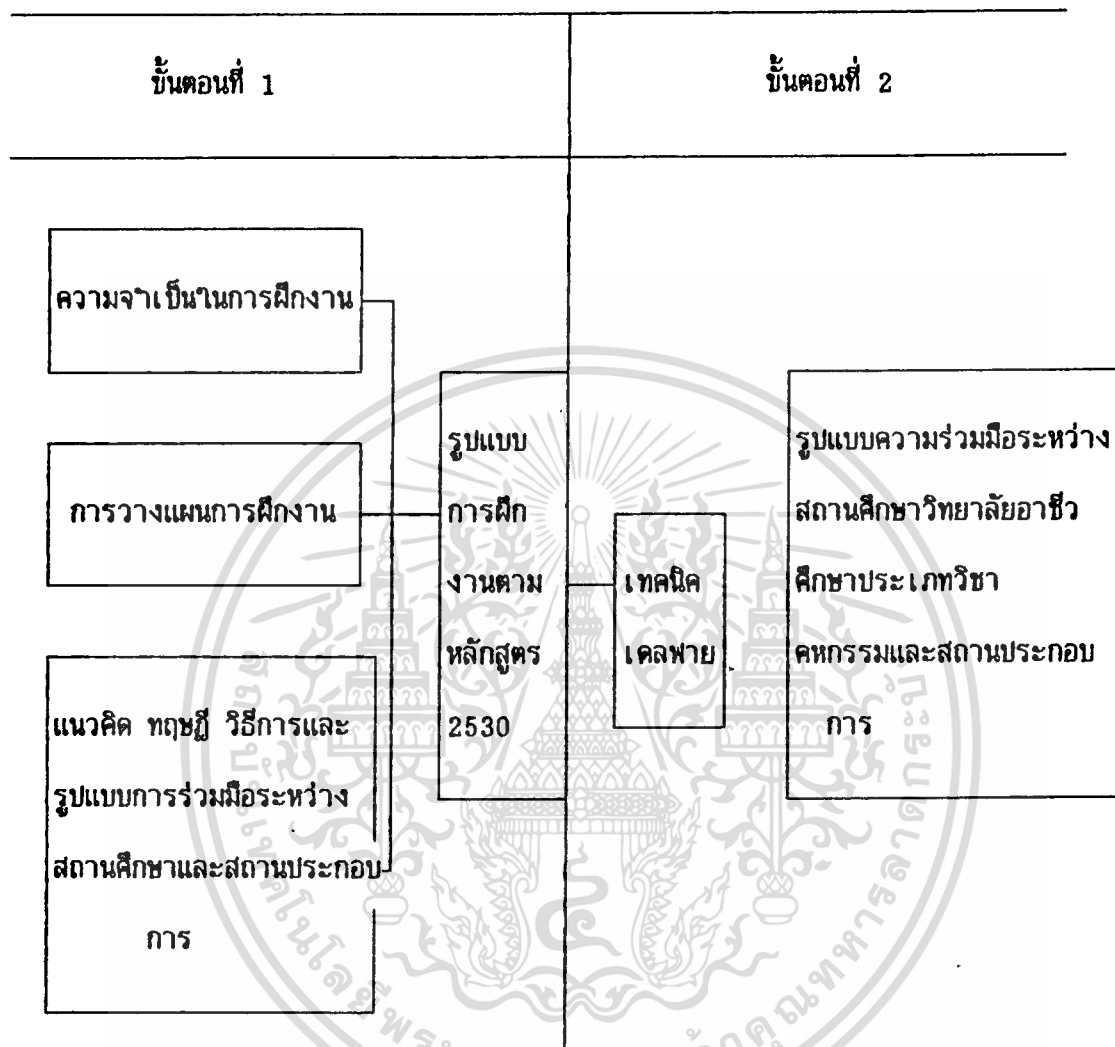 ขั้นตอนที่ 1
ขั้นตอนที่ 2
ความจำเป็นในการฝึกงาน
การวางแผนการฝึกงาน
แนวคิด ทฤษฎี วิธีการและ
รูปแบบการร่วมมือระหว่าง
สถานศึกษาและสถานประกอบ
การ
รูปแบบ
การฝึก
งานตาม
หลักสูตร
2530
เทคนิค
เดลฟาย
รูปแบบความร่วมมือระหว่าง
สถานศึกษาวิทยาลัยอาชีว
ศึกษาประเภทวิชา
คหกรรมและสถานประกอบ
การ